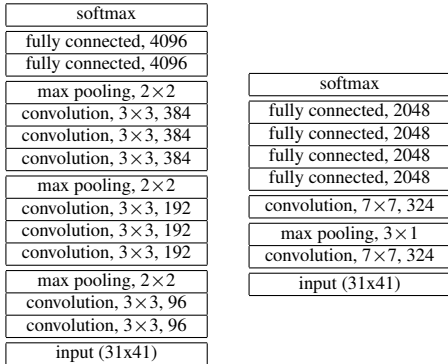 softmax
fully connected, 4096
fully connected, 4096
max pooling, 2×2
convolution, 3×3, 384
convolution, 3×3, 384
convolution, 3×3, 384
max pooling, 2×2
convolution, 3×3, 192
convolution, 3×3, 192
convolution, 3×3, 192
max pooling, 2×2
convolution, 3×3, 96
convolution, 3×3, 96
input (31x41)
softmax
fully connected, 2048
fully connected, 2048
fully connected, 2048
fully connected, 2048
convolution, 7×7, 324
max pooling, 3×1
convolution, 7×7, 324
input (31x41)